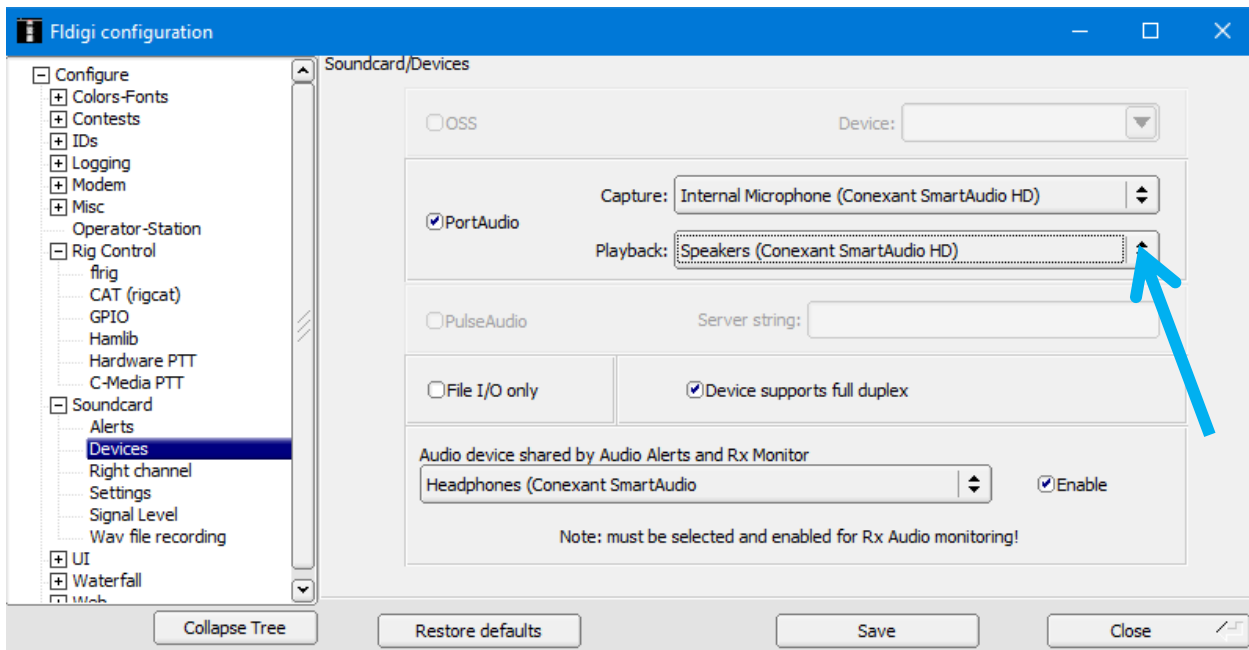 Fldigi configuration
Configure
Colors-Fonts
Contests
IDs
Logging
Modem
Misc
Operator-Station
Rig Control
flrig
CAT (rigcat)
GPIO
Hamlib
Hardware PTT
C-Media PTT
Soundcard
Alerts
Devices
Right channel
Settings
Signal Level
Wav file recording
UI
Waterfall
Web
Collapse Tree
Soundcard/Devices
OSS Device:
Capture: Internal Microphone (Conexant SmartAudio HD)
PortAudio
Playback: Speakers (Conexant SmartAudio HD)
PulseAudio Server string:
File I/O only Device supports full duplex
Audio device shared by Audio Alerts and Rx Monitor
Headphones (Conexant SmartAudio Enable
Note: must be selected and enabled for Rx Audio monitoring!
Restore defaults Save Close